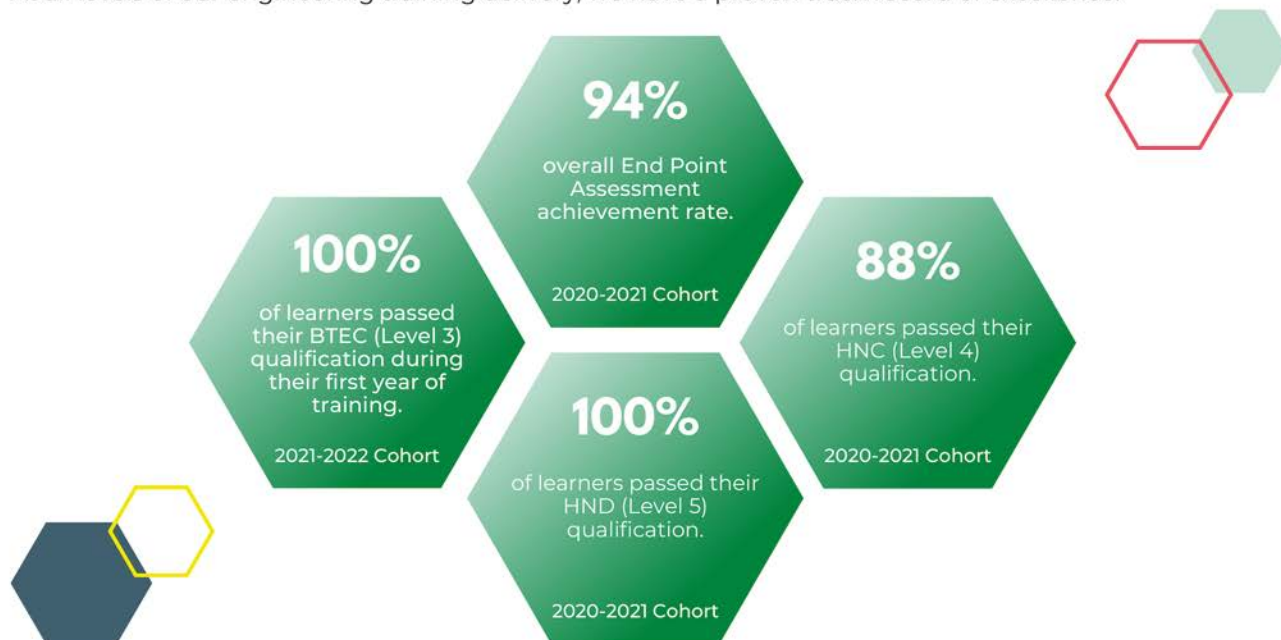 94%
overall End Point
Assessment
achievement rate.
2020-2021 Cohort
100%
of learners passed
their BTEC (Level 3)
qualification during
their first year of
training.
2021-2022 Cohort
88%
of learners passed their
HNC (Level 4)
qualification.
2020-2021 Cohort
100%
of learners passed their
HND (Level 5)
qualification.
2020-2021 Cohort